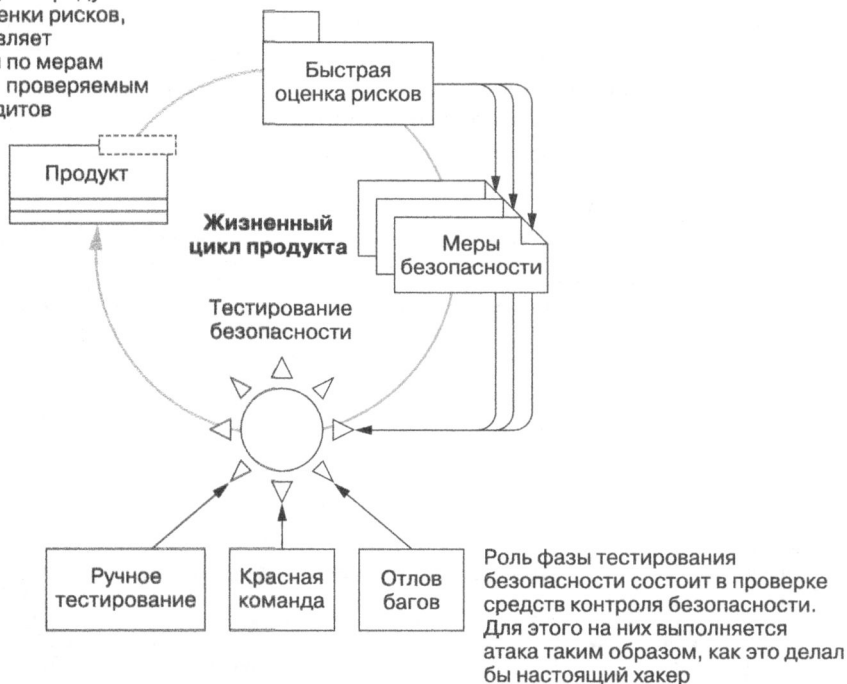 енки рисков,
вляет
по мерам
проверяемым
дитов
Быстрая
оценка рисков
Продукт
Жизненный
цикл продукта
Меры
безопасности
Тестирование
безопасности
Ручное
тестирование
Красная
команда
Отлов
багов
Роль фазы тестирования
безопасности состоит в проверке
средств контроля безопасности.
Для этого на них выполняется
атака таким образом, как это делал
бы настоящий хакер